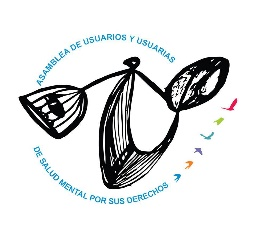 ASAMBLEA DE USUARIOS Y USUARIAS
DE SALUD MENTAL POR SUS DERECHOS